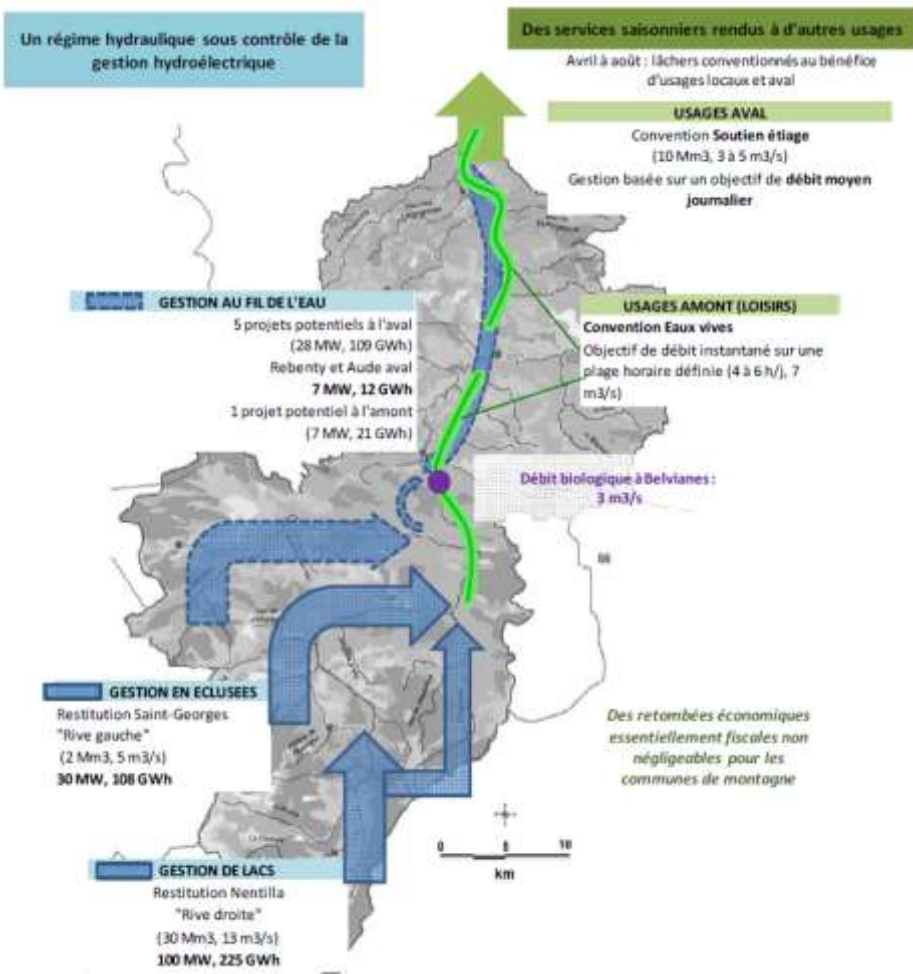 Un régime hydraulique sous contrôle de la
gestion hydroélectrique
Des services saisonniers rendus à d'autres usages
Avril à août : lâchers conventionnés au bénéfice
d'usages locaux et aval
USAGES AVAL
Convention Soutien étiage
(10 Mm3, 3 à 5 m3/s)
Gestion basée sur un objectif de débit moyen
journalier
GESTION AU FIL DE L'EAU
5 projets potentiels à l'aval
(28 MW, 109 GWh)
Rebenty et Aude aval
7 MW, 12 GWh
1 projet potentiel à l'amont
(7 MW, 21 GWh)
USAGES AMONT (LOISIRS)
Convention Eaux vives
Objectif de débit instantané sur une
plage horaire définie (4 à 6 h/), 7
m3/s)
Débit biologique à Belvianes :
3 m3/s
GESTION EN ECLUSEES
Restitution Saint-Georges
"Rive gauche"
(2 Mm3, 5 m3/s)
30 MW, 108 GWh
Des retombées économiques
essentiellement fiscales non
négligeables pour les
communes de montagne
GESTION DE LACS
Restitution Nentilla
"Rive droite"
(30 Mm3, 13 m3/s)
100 MW, 225 GWh
0 5 10
km